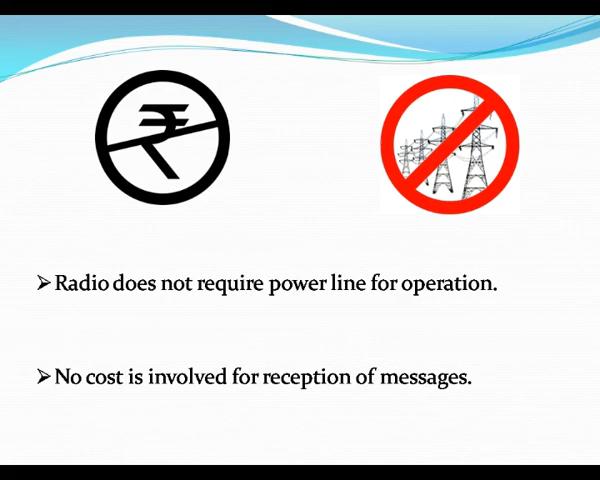 ➢Radio does not require power line for operation.
➢No cost is involved for reception of messages.